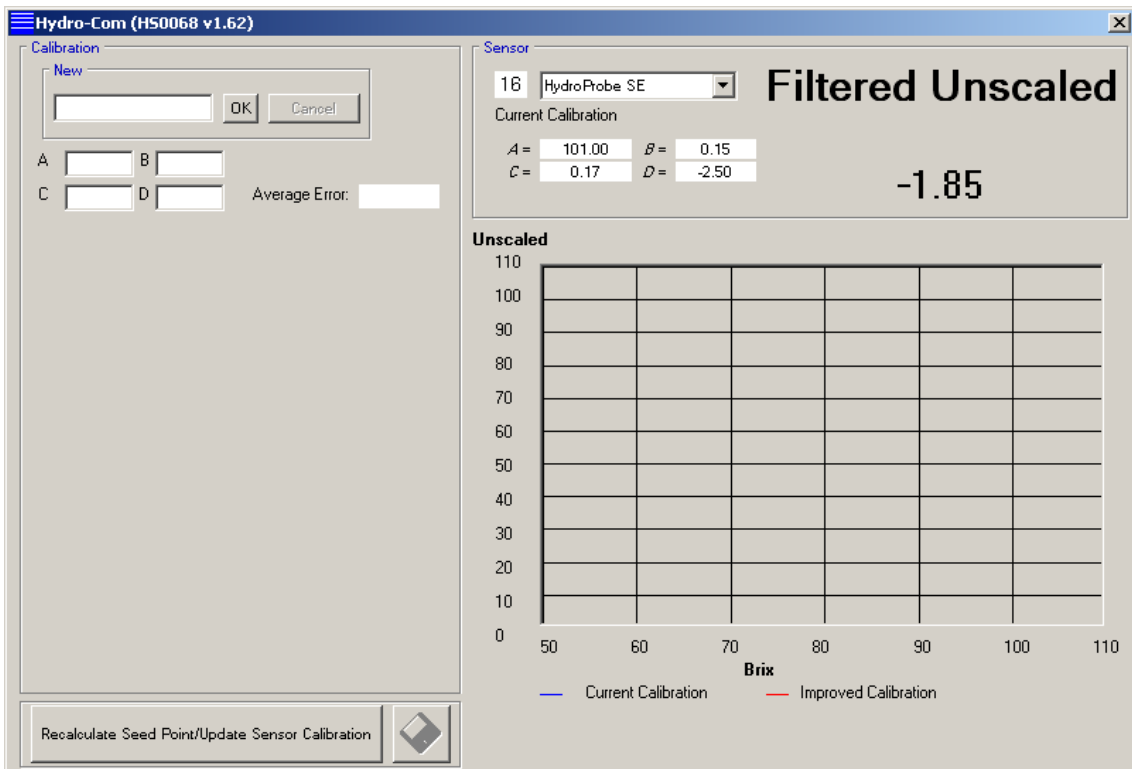 Hydro-Com (HS0068 v1.62)
Calibration
New
OK
Cancel
A
B
C
D
Average Error:
Recalculate Seed Point/Update Sensor Calibration
Sensor
16 HydroProbe SE
Filtered Unscaled
Current Calibration
A = 101.00 B = 0.15
C = 0.17 D = -2.50
-1.85
Unscaled
110
100
90
80
70
60
50
40
30
20
10
0
50 60 70 80 90 100 110
Brix
Current Calibration Improved Calibration